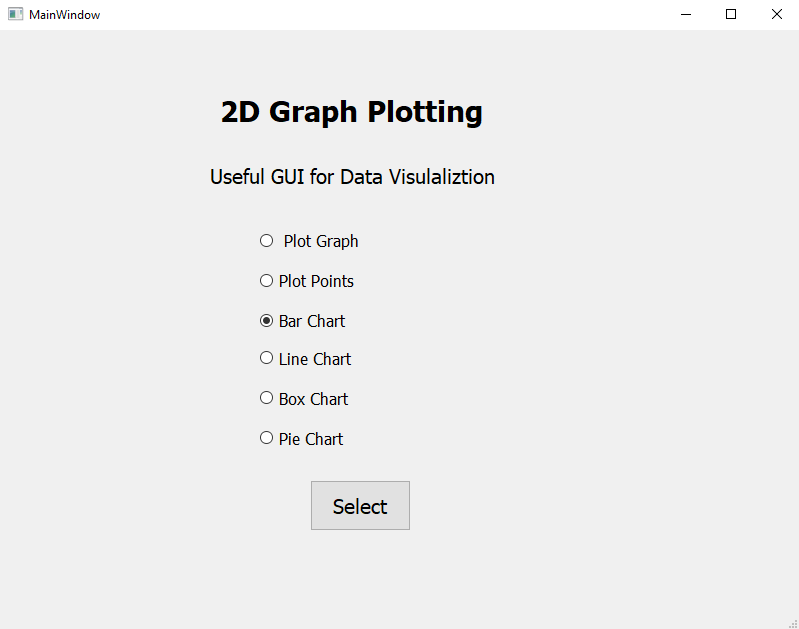 MainWindow
2D Graph Plotting
Useful GUI for Data Visulaliztion
Plot Graph
Plot Points
Bar Chart
Line Chart
Box Chart
Pie Chart
Select